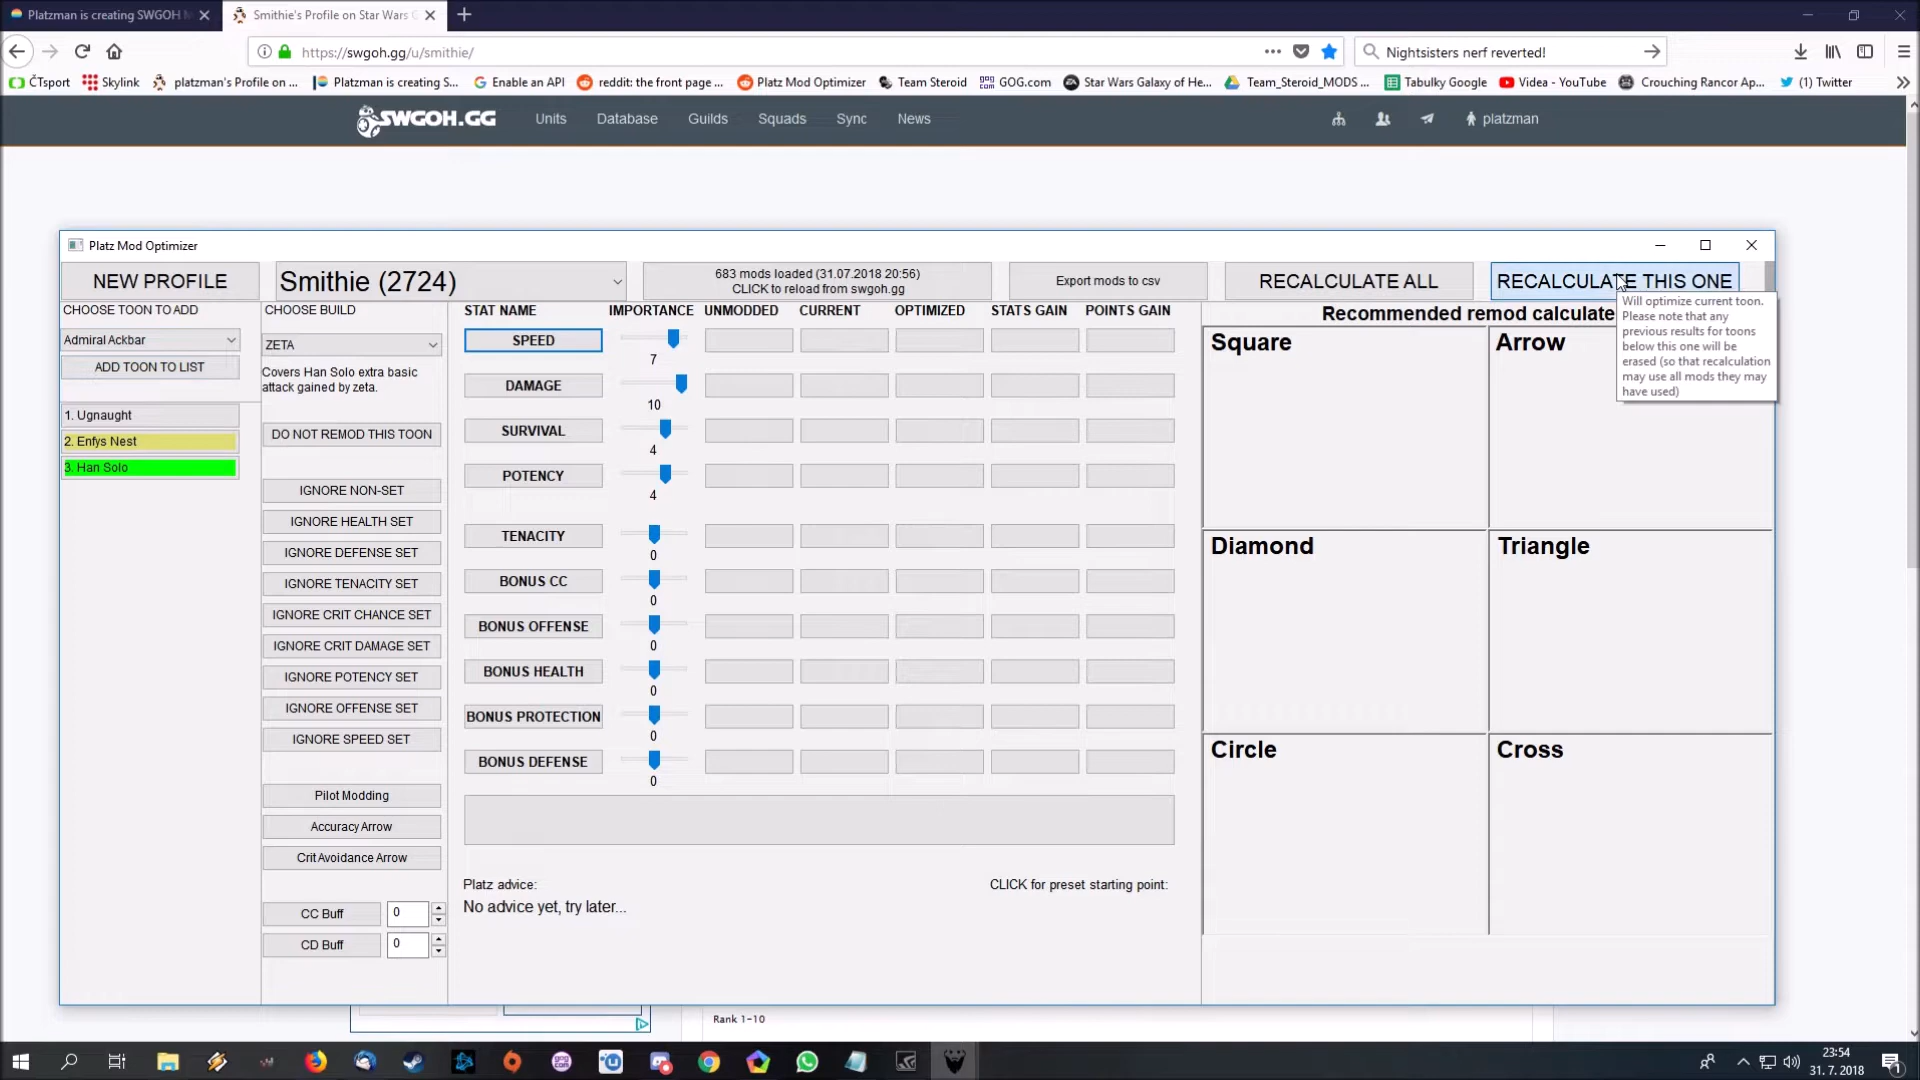 Platzman is creating SWGOH M
Smithie's Profile on Star Wars G
https://swgoh.gg/u/smithie/
Nightsisters nerf reverted!
ČTsport
Skylink
platzman's Profile on ...
Platzman is creating S...
Enable an API
reddit: the front page ...
Platz Mod Optimizer
Team Steroid
GOG.com
Star Wars Galaxy of He...
Team_Steroid_MODS ...
Tabulky Google
Videa - YouTube
Crouching Rancor Ap...
(1) Twitter
SWGOH.GG
Units
Database
Guilds
Squads
Sync
News
platzman
Platz Mod Optimizer
NEW PROFILE
Smithie (2724)
683 mods loaded (31.07.2018 20:56)
CLICK to reload from swgoh.gg
Export mods to csv
RECALCULATE ALL
RECALCULATE THIS ONE
CHOOSE TOON TO ADD
Admiral Ackbar
ADD TOON TO LIST
1. Ugnaught
2. Enfys Nest
3. Han Solo
CHOOSE BUILD
ZETA
Covers Han Solo extra basic
attack gained by zeta.
DO NOT REMOD THIS TOON
IGNORE NON-SET
IGNORE HEALTH SET
IGNORE DEFENSE SET
IGNORE TENACITY SET
IGNORE CRIT CHANCE SET
IGNORE CRIT DAMAGE SET
IGNORE POTENCY SET
IGNORE OFFENSE SET
IGNORE SPEED SET
Pilot Modding
Accuracy Arrow
Crit Avoidance Arrow
CC Buff
0
CD Buff
0
STAT NAME IMPORTANCE UNMODDED CURRENT OPTIMIZED STATS GAIN POINTS GAIN
SPEED
7
DAMAGE
10
SURVIVAL
4
POTENCY
4
TENACITY
0
BONUS CC
0
BONUS OFFENSE
0
BONUS HEALTH
0
BONUS PROTECTION
0
BONUS DEFENSE
0
Platz advice:
CLICK for preset starting point:
No advice yet, try later...
Recommended remod calculate
Square
Arrow
Diamond
Triangle
Circle
Cross
Will optimize current toon.
Please note that any
previous results for toons
below this one will be
erased (so that recalculation
may use all mods they may
have used)
Rank 1-10
23:54
31. 7. 2018
1